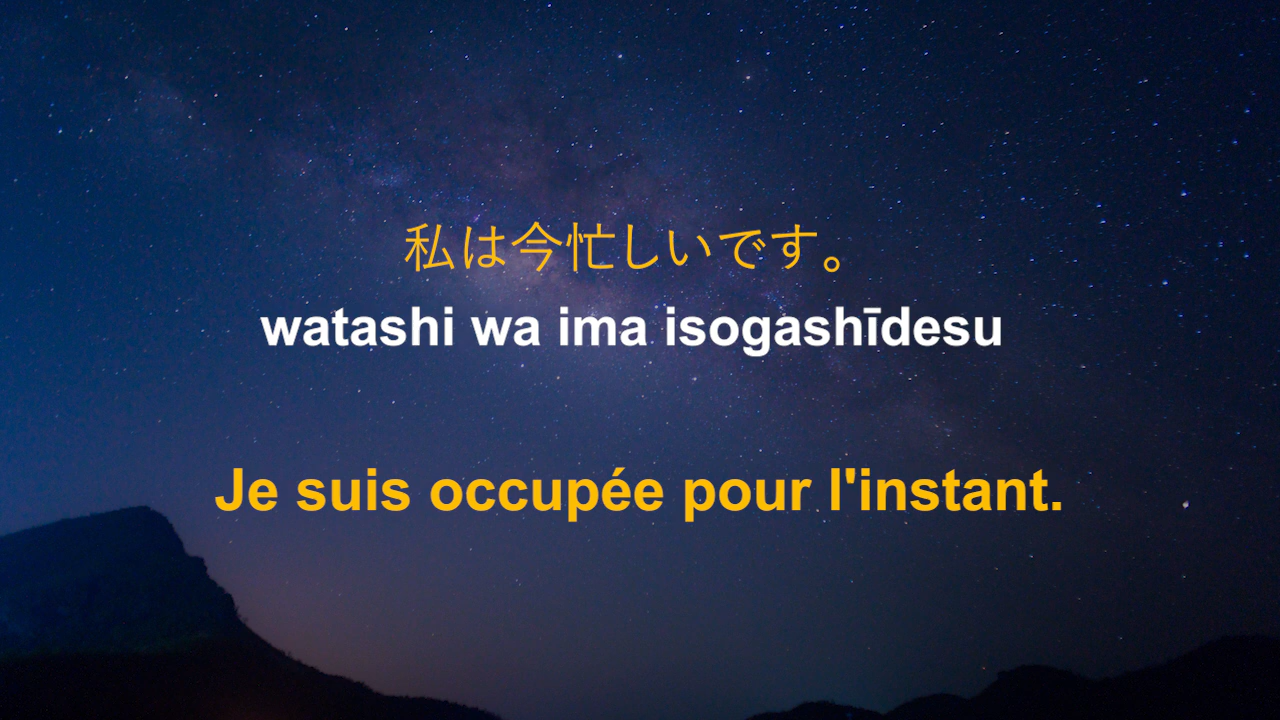 私は今忙しいです。
watashi wa ima isogashīdesu
Je suis occupée pour l'instant.